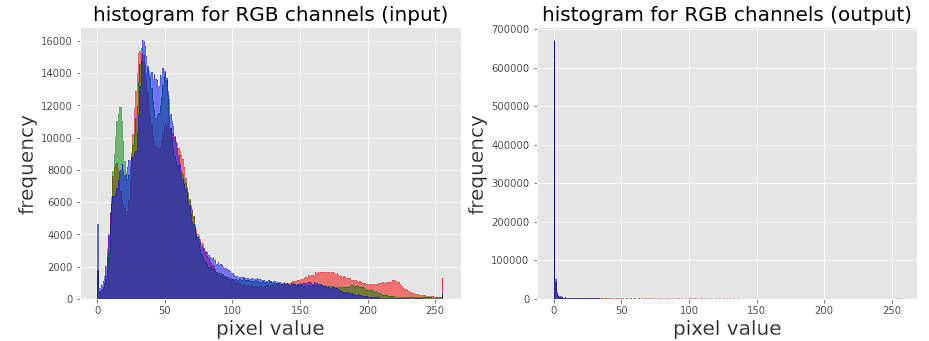 histogram for RGB channels (input)
16000
14000
12000
10000
8000
6000
4000
2000
0
frequency
0 50 100 150 200 250
pixel value
histogram for RGB channels (output)
700000
600000
500000
400000
300000
200000
100000
0
frequency
0 50 100 150 200 250
pixel value